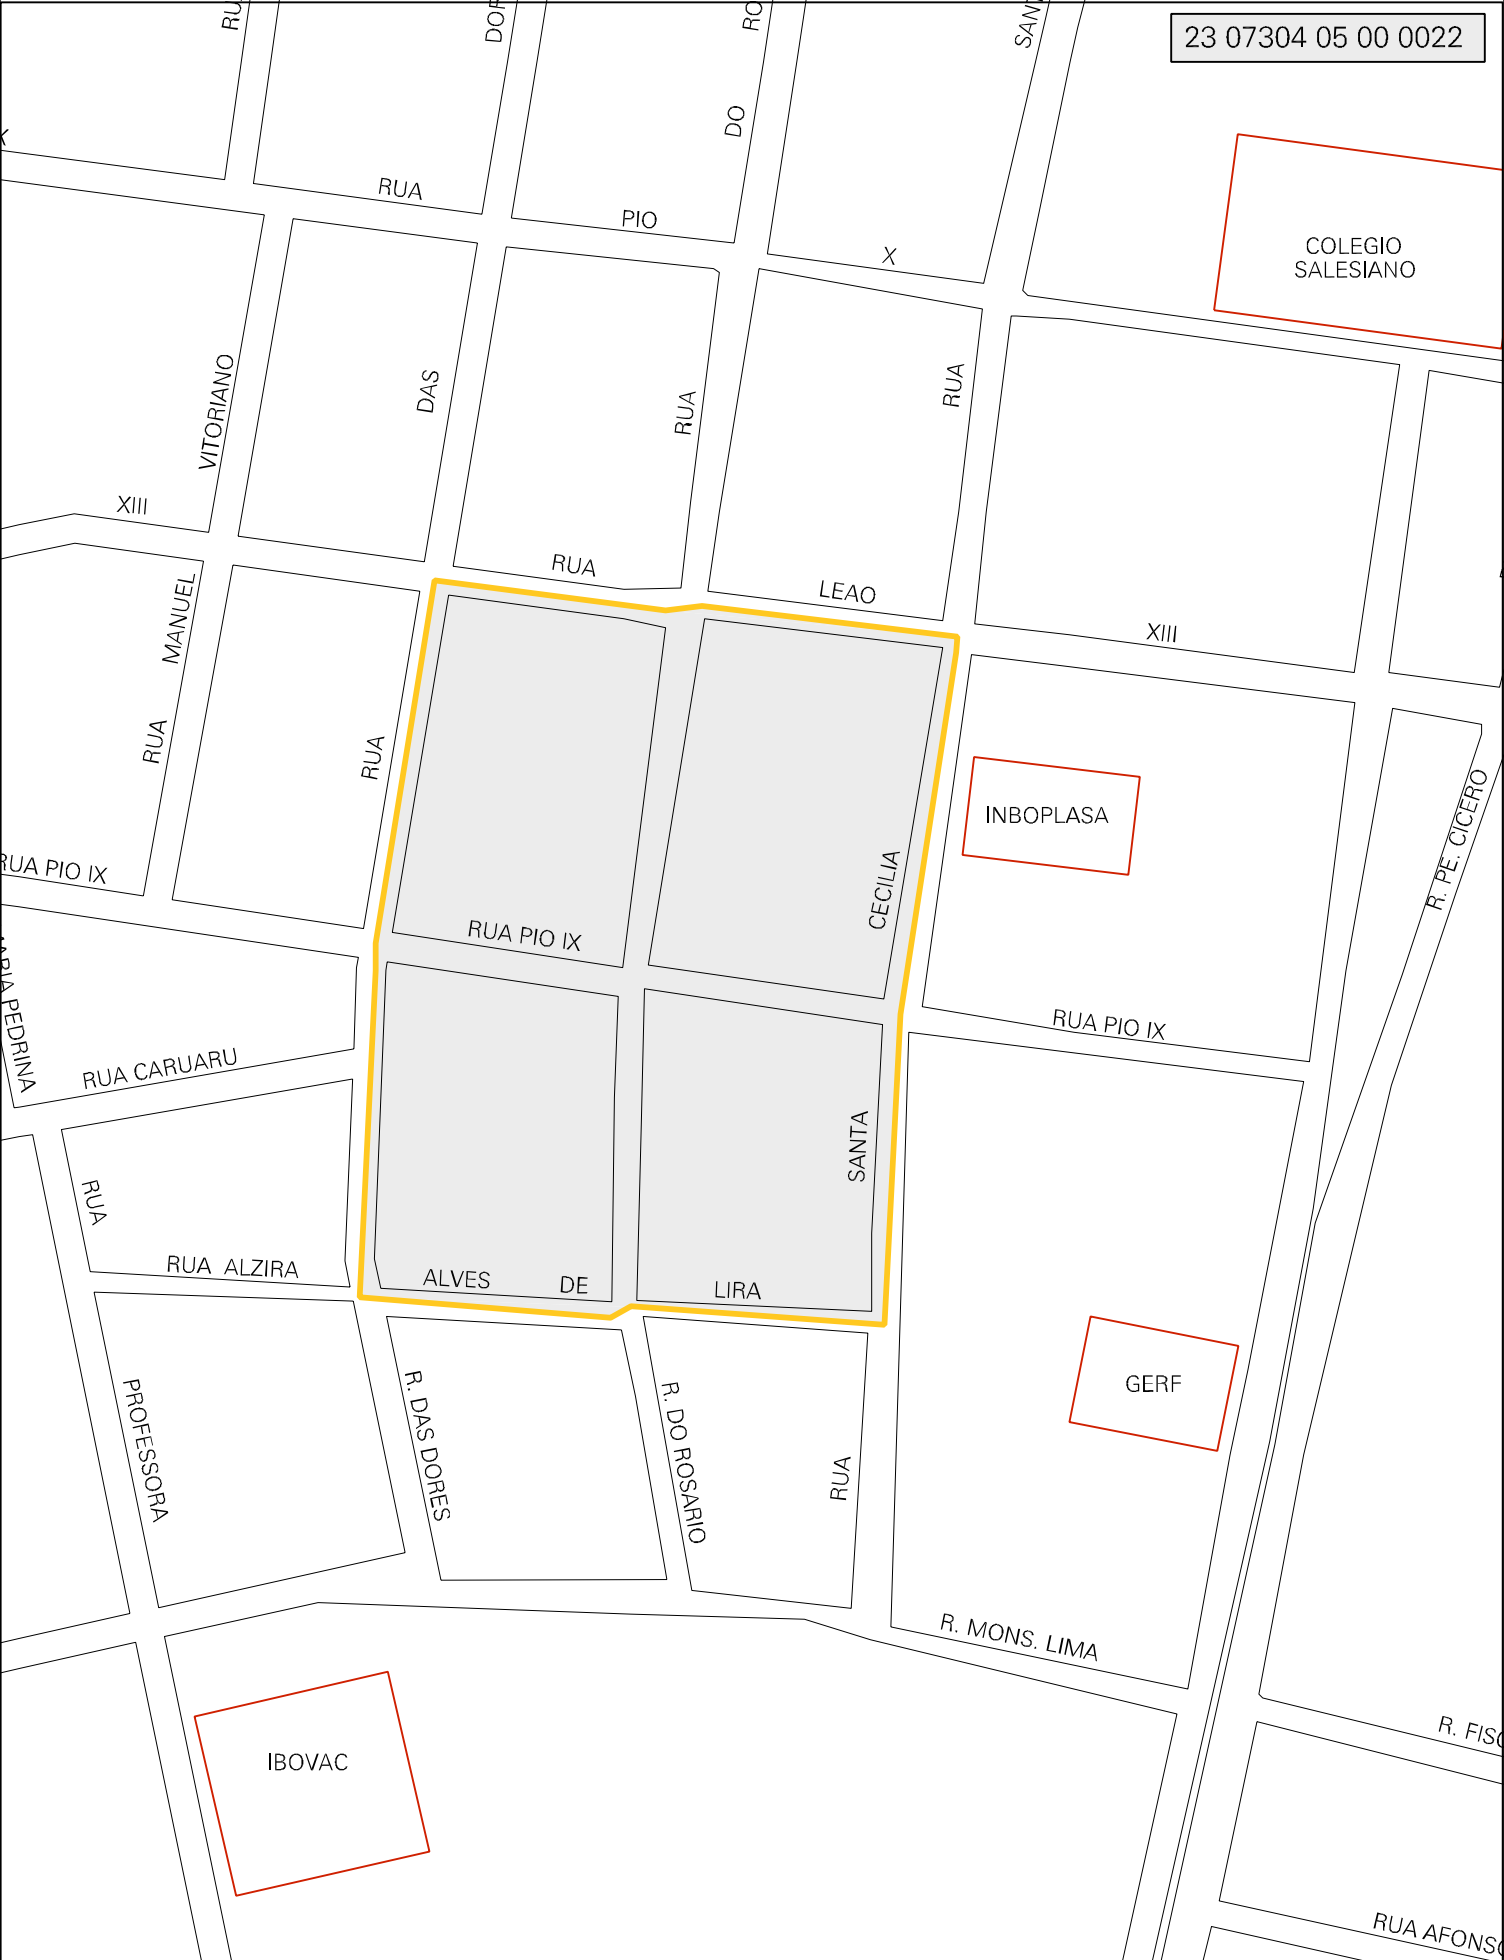 23 07304 05 00 0022
DO
RUA
PIO
X
COLEGIO
SALESIANO
VITORIANO
DAS
RUA
RUA
XIII
RUA
LEAO
XIII
MANUEL
RUA
RUA
INBOPLASA
R. PE. CICERO
RUA PIO IX
CECILIA
RUA PIO IX
RUA PIO IX
PEDRINA
RUA CARUARU
SANTA
RUA
RUA ALZIRA
ALVES
DE
LIRA
GERF
PROFESSORA
R. DAS DORES
R. DO ROSARIO
RUA
R. MONS. LIMA
IBOVAC
R.
RUA